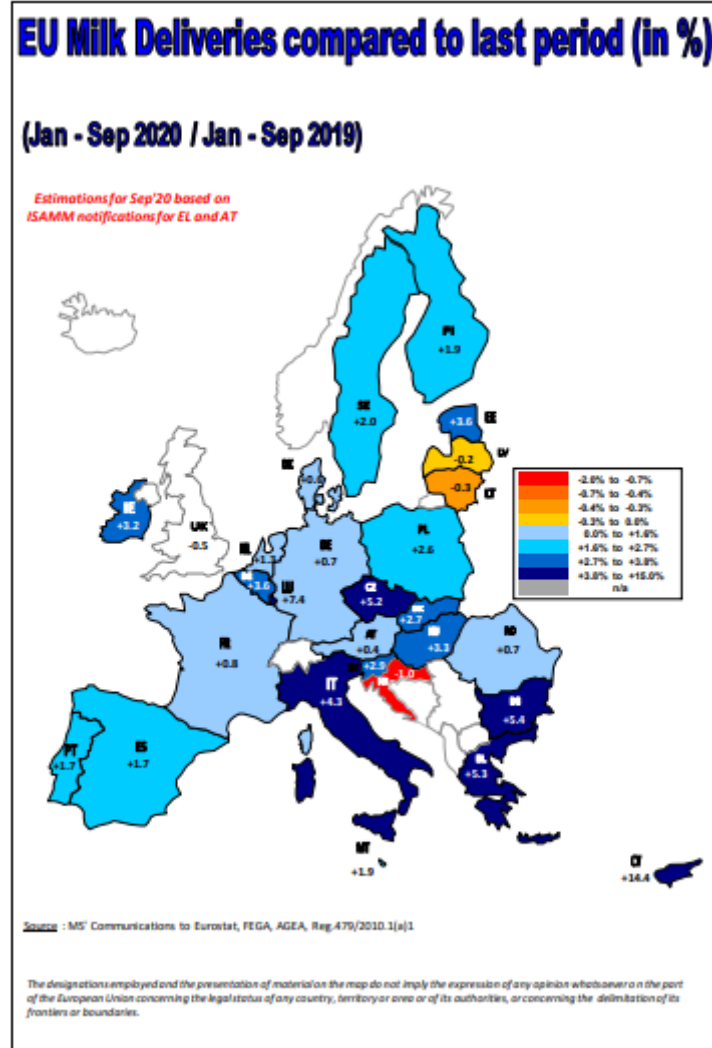 EU Milk Deliveries compared to last period (in %)
(Jan - Sep 2020 / Jan - Sep 2019)
Estimations for Sep'20 based on
ISAMM notifications for EL and AT
FI
+1.9
SE
+2.0
EE
+3.6
LV
-0.2
LT
-0.3
DK
IE
+3.2
UK
-0.5
NL
+1.3
DE
+0.7
PL
+2.6
+3.6
LU
+7.4
CZ
+5.2
+2.7
FR
+0.8
AT
+0.4
HU
+3.3
RO
+0.7
+2.9
-1.0
IT
+4.3
BG
+5.4
EL
+5.3
PT
+1.7
ES
+1.7
MT
+1.9
CY
+14.4
-2.0% to -0.7%
-0.7% to -0.4%
-0.4% to -0.3%
-0.3% to 0.0%
0.0% to +1.6%
+1.6% to +2.7%
+2.7% to +3.8%
+3.8% to +15.0%
n/a
Source : MS' Communications to Eurostat, FEGA, AGEA, Reg.479/2010.1(a)1
The designations employed and the presentation of material on the map do not imply the expression of any opinion whatsoever on the part
of the European Union concerning the legal status of any country, territory or area or of its authorities, or concerning the delimitation of its
frontiers or boundaries.